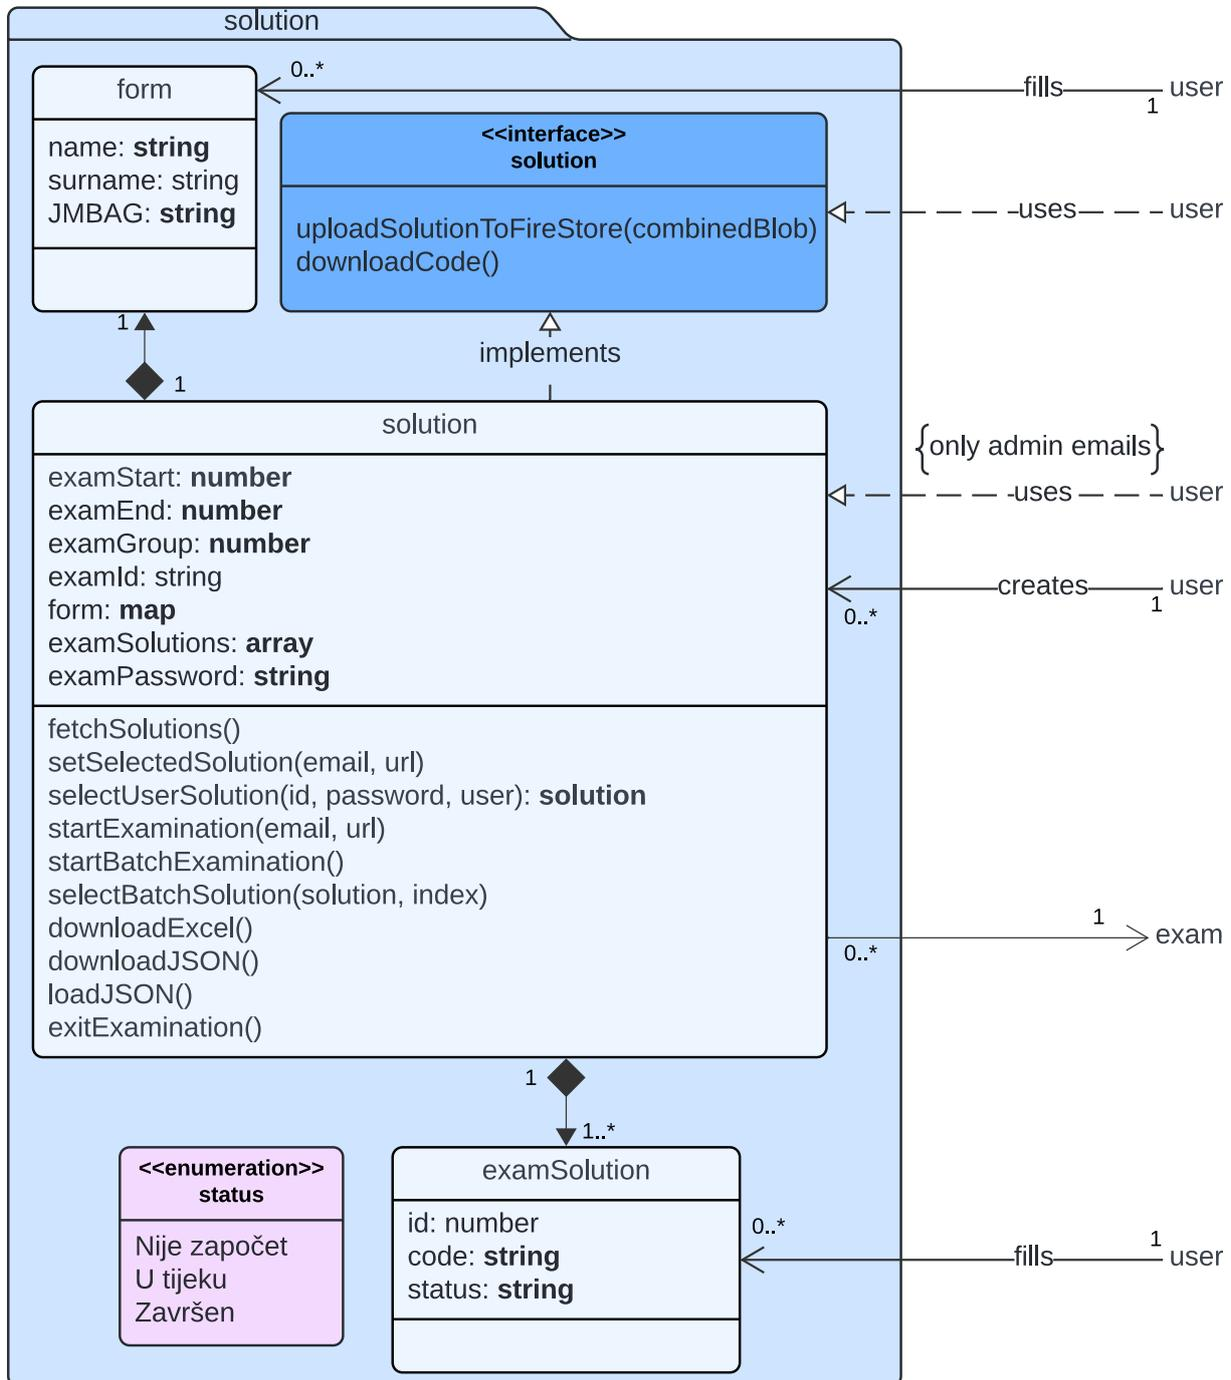 solution
0..*
form
fills
user
1
<<interface>>
solution
name: string
surname: string
JMBAG: string
uses
user
uploadSolutionToFireStore(combinedBlob)
downloadCode()
1
implements
1
solution
{only admin emails}
examStart: number
uses
user
examEnd: number
examGroup: number
examId: string
creates
user
1
0..*
form: map
examSolutions: array
examPassword: string
fetchSolutions()
setSelectedSolution(email, url)
selectUserSolution(id, password, user): solution
startExamination(email, url)
startBatchExamination()
selectBatchSolution(solution, index)
downloadExcel()
1
exam
0..*
downloadJSON()
loadJSON()
exitExamination()
1
1..*
<<enumeration>>
status
examSolution
Nije započet
U tijeku
Završen
id: number
code: string
status: string
0..*
1
fills
user